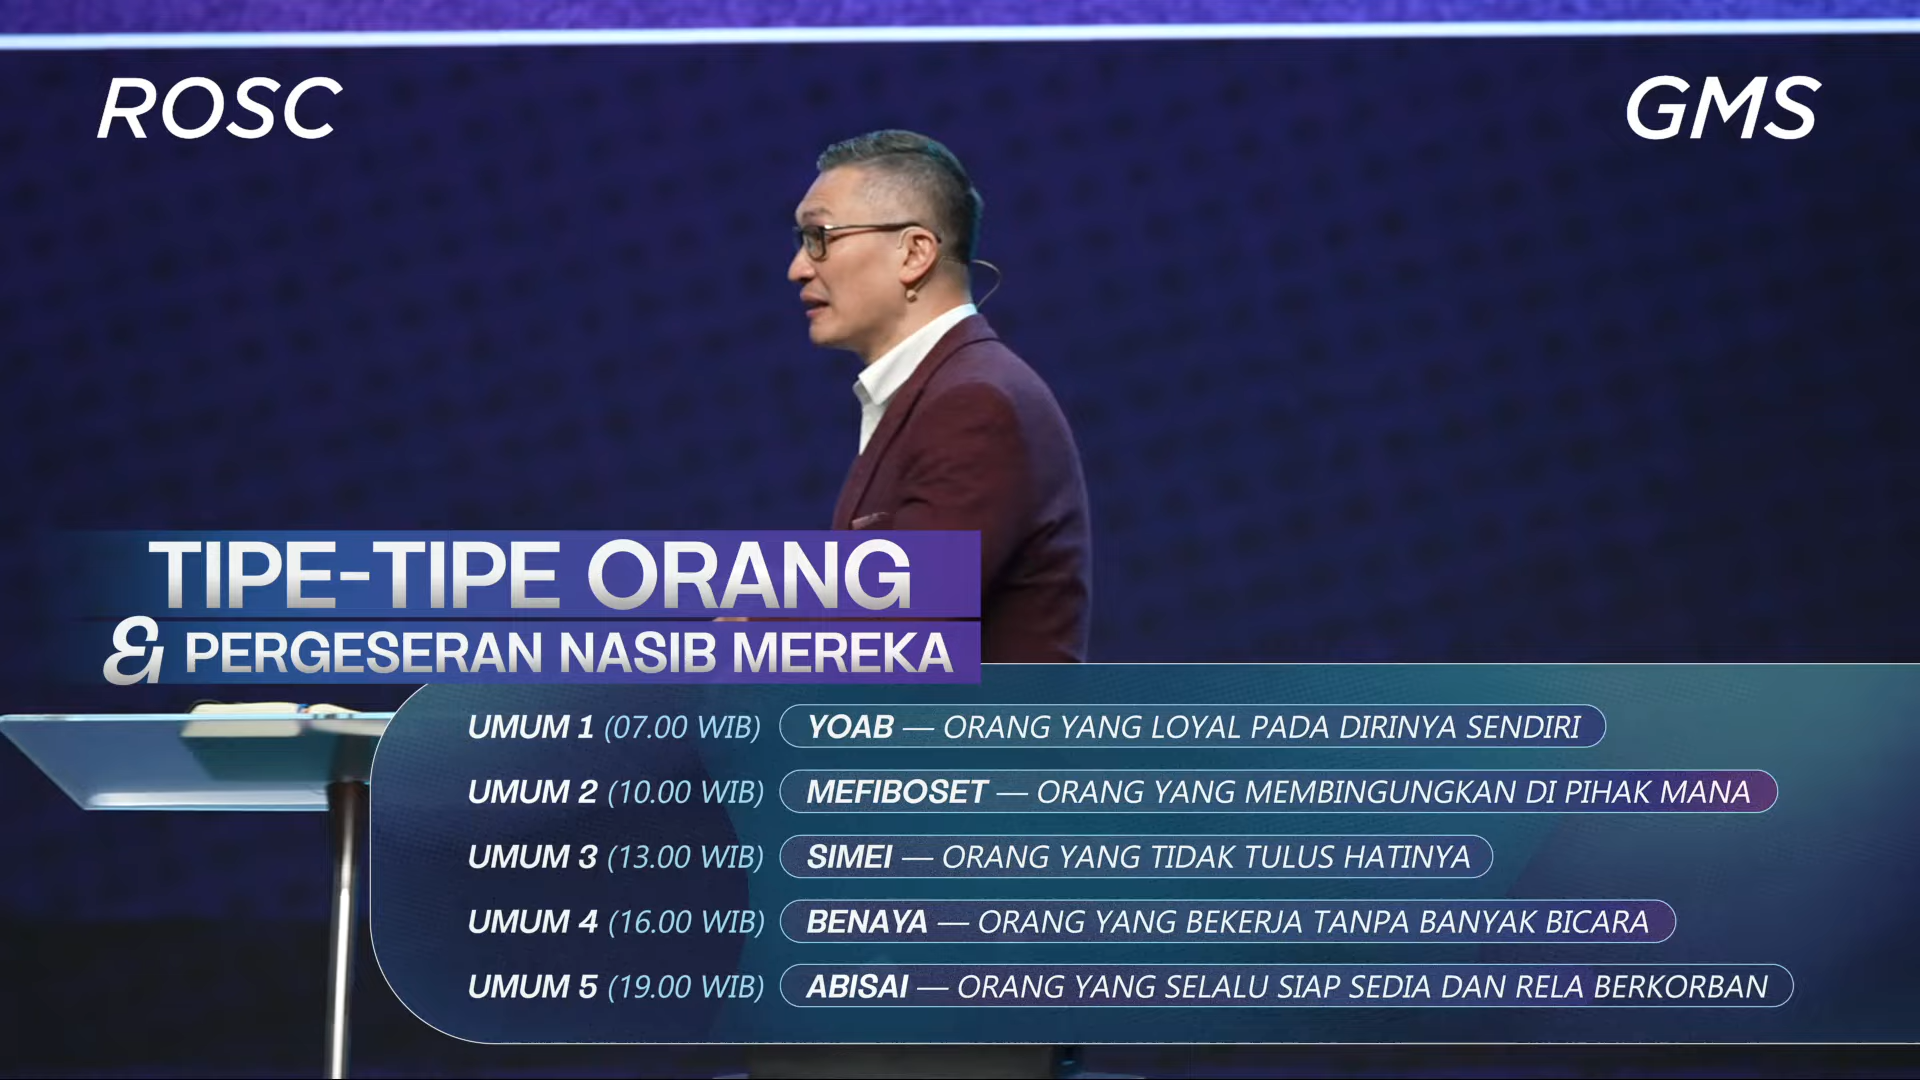 ROSC
GMS
TIPE-TIPE ORANG
& PERGESERAN NASIB MEREKA
UMUM 1 (07.00 WIB) YOAB — ORANG YANG LOYAL PADA DIRINYA SENDIRI
UMUM 2 (10.00 WIB) MEFIBOSET — ORANG YANG MEMBINGUNGKAN DI PIHAK MANA
UMUM 3 (13.00 WIB) SIMEI — ORANG YANG TIDAK TULUS HATINYA
UMUM 4 (16.00 WIB) BENAYA — ORANG YANG BEKERJA TANPA BANYAK BICARA
UMUM 5 (19.00 WIB) ABISAI — ORANG YANG SELALU SIAP SEDIA DAN RELA BERKORBAN